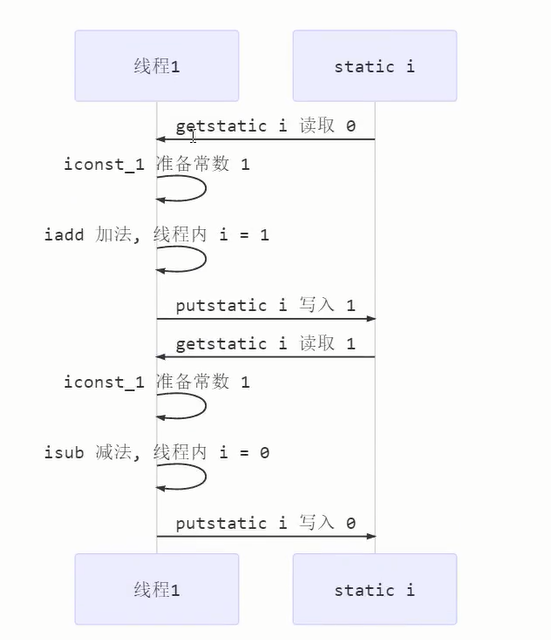 线程1
static i
getstatic i 读取 0
iconst_1 准备常数 1
iadd 加法, 线程内 i = 1
putstatic i 写入 1
getstatic i 读取 1
iconst_1 准备常数 1
isub 减法, 线程内 i = 0
putstatic i 写入 0
线程1
static i